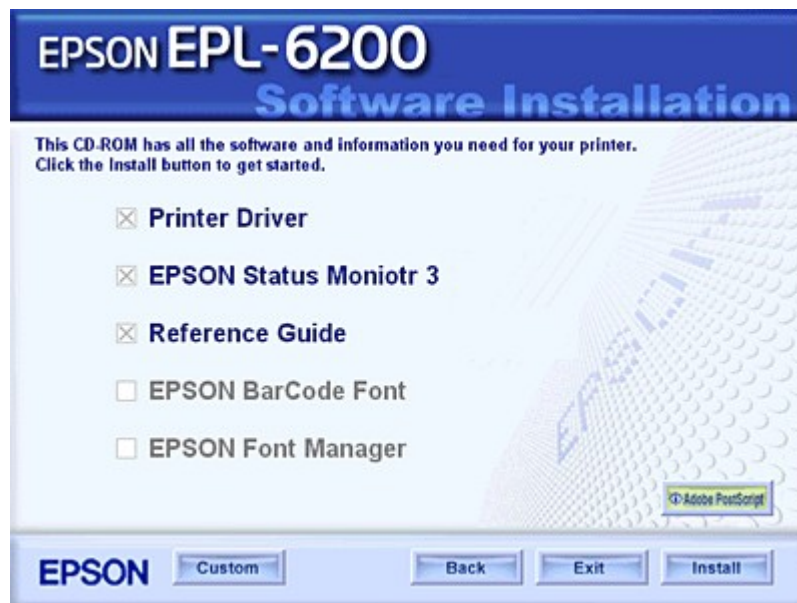 EPSON EPL-6200
Software Installation
This CD-ROM has all the software and information you need for your printer.
Click the Install button to get started.
Printer Driver
EPSON Status Moniotr 3
Reference Guide
EPSON BarCode Font
EPSON Font Manager
EPSON
Adobe PostScript
EPSON
Custom
Back
Exit
Install